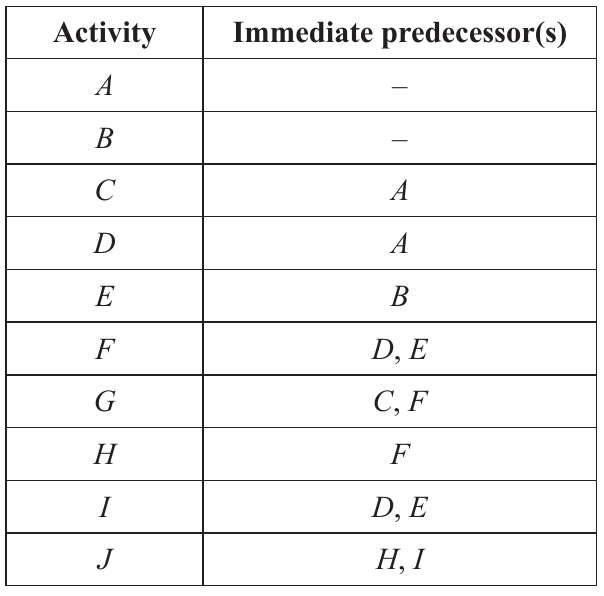 Activity Immediate predecessor(s)
A –
B –
C A
D A
E B
F D, E
G C, F
H F
I D, E
J H, I